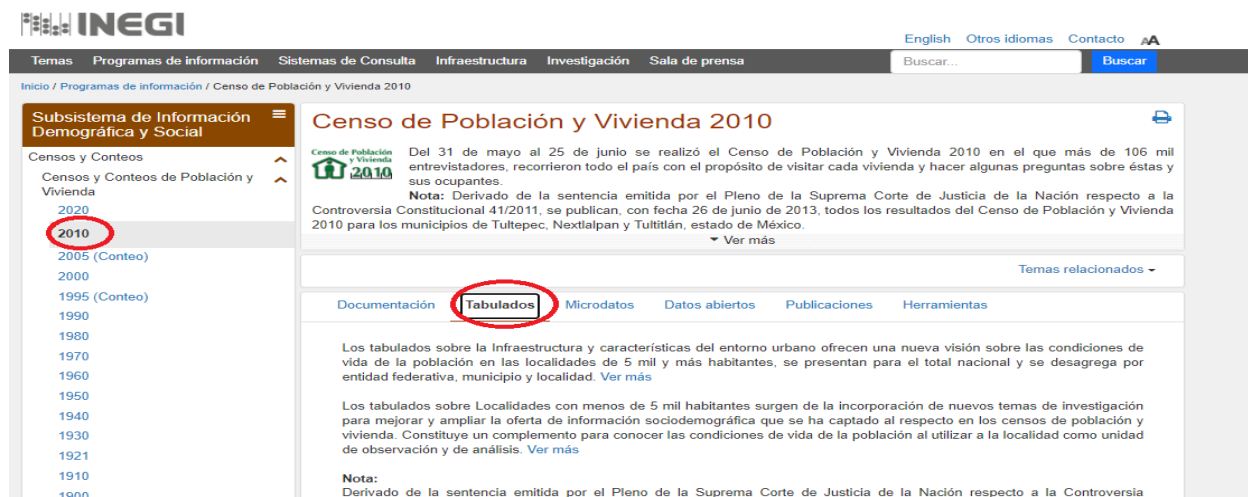 INEGI
English Otros idiomas Contacto AA
Temas Programas de información Sistemas de Consulta Infraestructura Investigación Sala de prensa Buscar... Buscar
Inicio / Programas de información / Censo de Población y Vivienda 2010
Subsistema de Información
Demográfica y Social
Censos y Conteos
Censos y Conteos de Población y
Vivienda
2020
2010
2005 (Conteo)
2000
1995 (Conteo)
1990
1980
1970
1960
1950
1940
1930
1921
1910
1900
Censo de Población y Vivienda 2010
Censo de Población
y Vivienda
2010
Del 31 de mayo al 25 de junio se realizó el Censo de Población y Vivienda 2010 en el que más de 106 mil
entrevistadores, recorrieron todo el país con el propósito de visitar cada vivienda y hacer algunas preguntas sobre éstas y
sus ocupantes.
Nota: Derivado de la sentencia emitida por el Pleno de la Suprema Corte de Justicia de la Nación respecto a la
Controversia Constitucional 41/2011, se publican, con fecha 26 de junio de 2013, todos los resultados del Censo de Población y Vivienda
2010 para los municipios de Tultepec, Nextlalpan y Tultitlán, estado de México.
Ver más
Temas relacionados
Documentación Tabulados Microdatos Datos abiertos Publicaciones Herramientas
Los tabulados sobre la Infraestructura y características del entorno urbano ofrecen una nueva visión sobre las condiciones de
vida de la población en las localidades de 5 mil y más habitantes, se presentan para el total nacional y se desagrega por
entidad federativa, municipio y localidad. Ver más
Los tabulados sobre Localidades con menos de 5 mil habitantes surgen de la incorporación de nuevos temas de investigación
para mejorar y ampliar la oferta de información sociodemográfica que se ha captado al respecto en los censos de población y
vivienda. Constituye un complemento para conocer las condiciones de vida de la población al utilizar a la localidad como unidad
de observación y de análisis. Ver más
Nota:
Derivado de la sentencia emitida por el Pleno de la Suprema Corte de Justicia de la Nación respecto a la Controversia